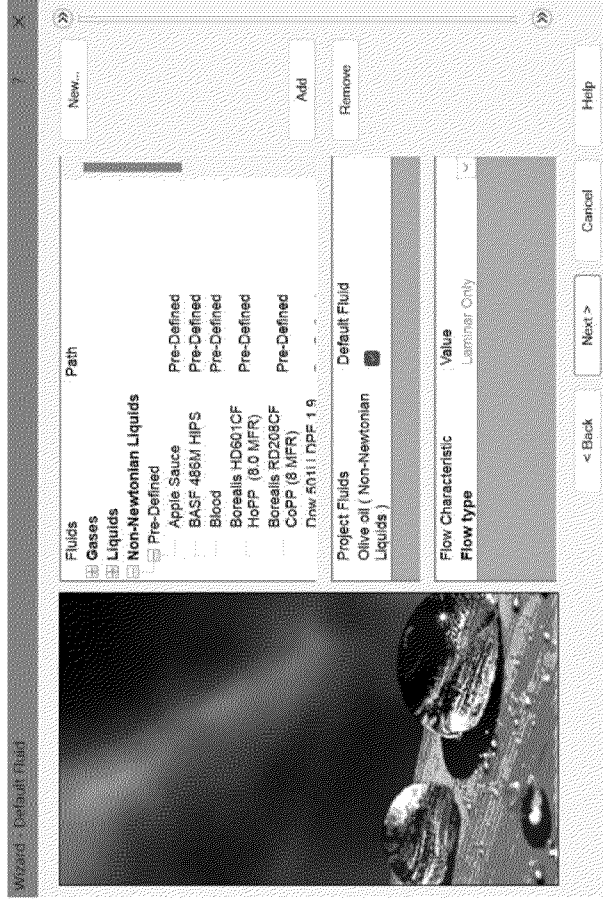 Wizard - Default Fluid
?
Fluids Path
Gases
Liquids
Non-Newtonian Liquids
Pre-Defined
Apple Sauce Pre-Defined
BASF 486M HIPS Pre-Defined
Blood Pre-Defined
Borealis HD601CF Pre-Defined
HoPP (8.0 MFR)
Borealis RD208CF Pre-Defined
CoPP (8 MFR)
New...
Add
Project Fluids Default Fluid
Olive oil ( Non-Newtonian
Liquids )
Remove
Flow Characteristic Value
Flow type Laminar Only
< Back Next > Cancel Help